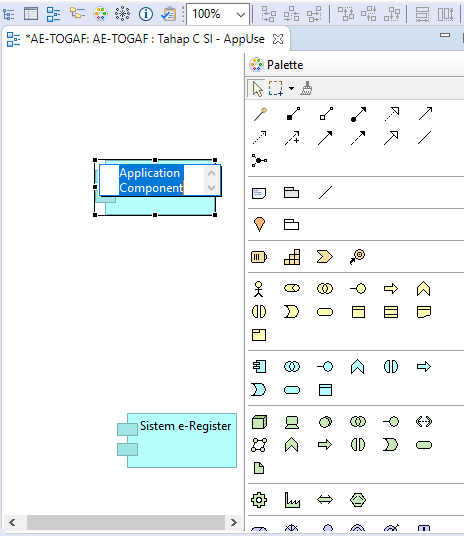 100%
*AE-TOGAF: AE-TOGAF : Tahap C SI - AppUse
Palette
Application
Component
Sistem e-Register